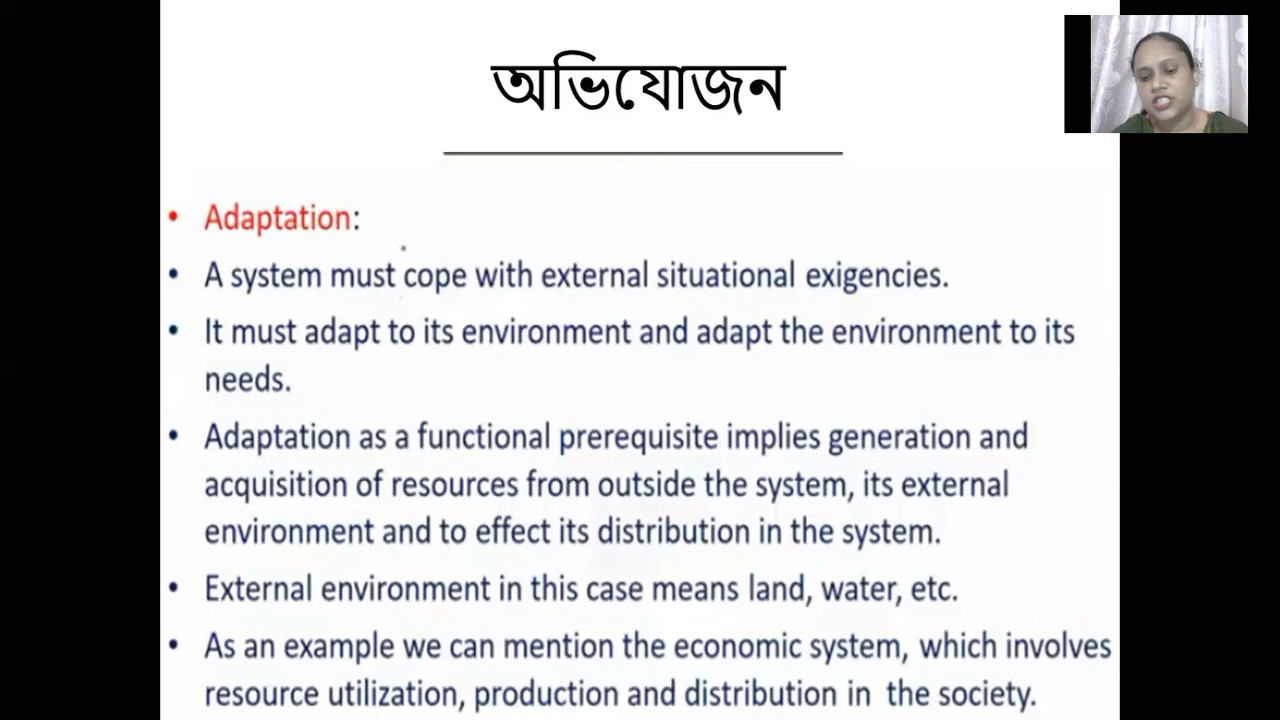 অভিযোজন
• Adaptation:
• A system must cope with external situational exigencies.
• It must adapt to its environment and adapt the environment to its
needs.
• Adaptation as a functional prerequisite implies generation and
acquisition of resources from outside the system, its external
environment and to effect its distribution in the system.
• External environment in this case means land, water, etc.
• As an example we can mention the economic system, which involves
resource utilization, production and distribution in the society.